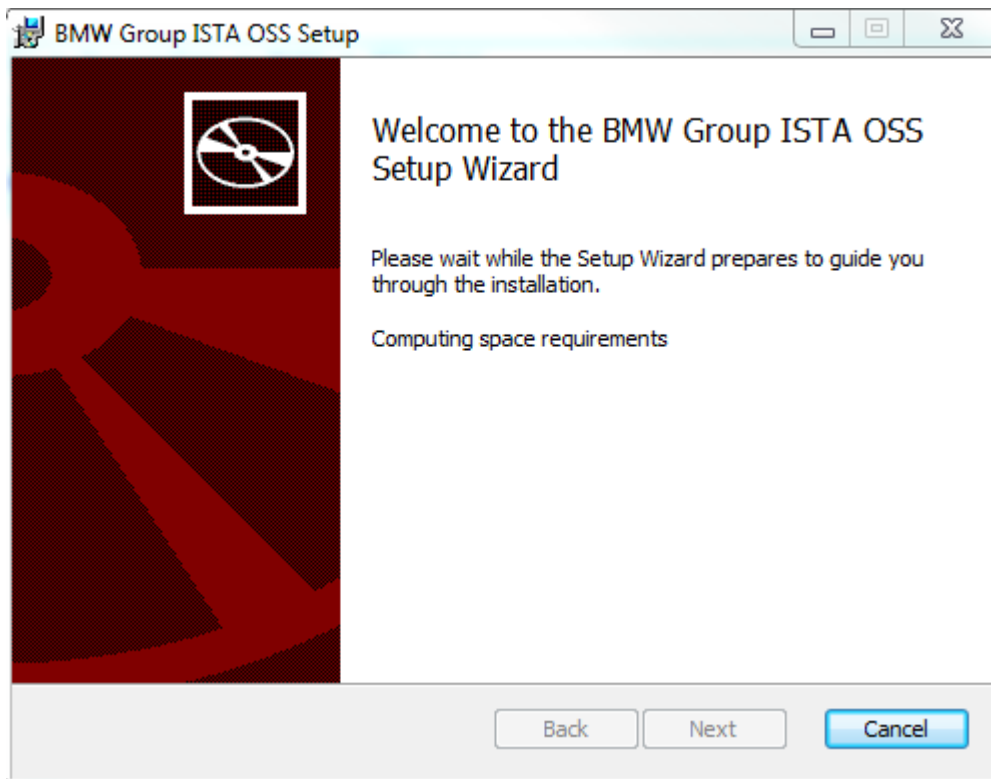 BMW Group ISTA OSS Setup
Welcome to the BMW Group ISTA OSS
Setup Wizard
Please wait while the Setup Wizard prepares to guide you
through the installation.
Computing space requirements
Back
Next
Cancel